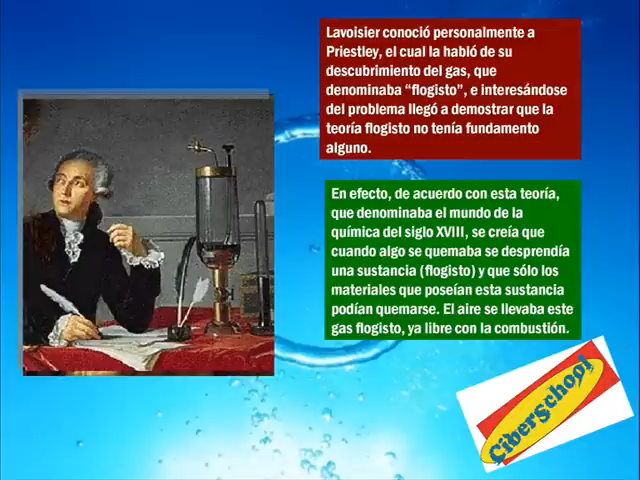 Lavoisier conoció personalmente a
Priestley, el cual la habló de su
descubrimiento del gas, que
denominaba “flogisto”, e interesándose
del problema llegó a demostrar que la
teoría flogisto no tenía fundamento
alguno.
En efecto, de acuerdo con esta teoría,
que denominaba el mundo de la
química del siglo XVIII, se creía que
cuando algo se quemaba se desprendía
una sustancia (flogisto) y que sólo los
materiales que poseían esta sustancia
podían quemarse. El aire se llevaba este
gas flogisto, ya libre con la combustión.
Ciberschool